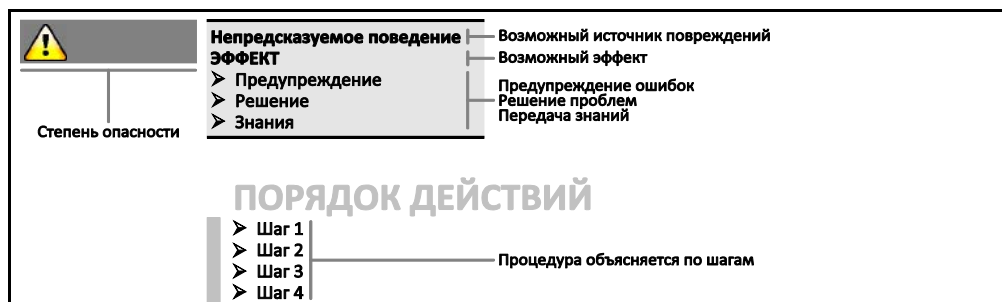 Непредсказуемое поведение
Возможный источник повреждений
ЭФФЕКТ
Возможный эффект
Предупреждение
Решение
Знания
Предупреждение ошибок
Решение проблем
Передача знаний
Степень опасности
ПОРЯДОК ДЕЙСТВИЙ
Шаг 1
Шаг 2
Шаг 3
Шаг 4
Процедура объясняется по шагам